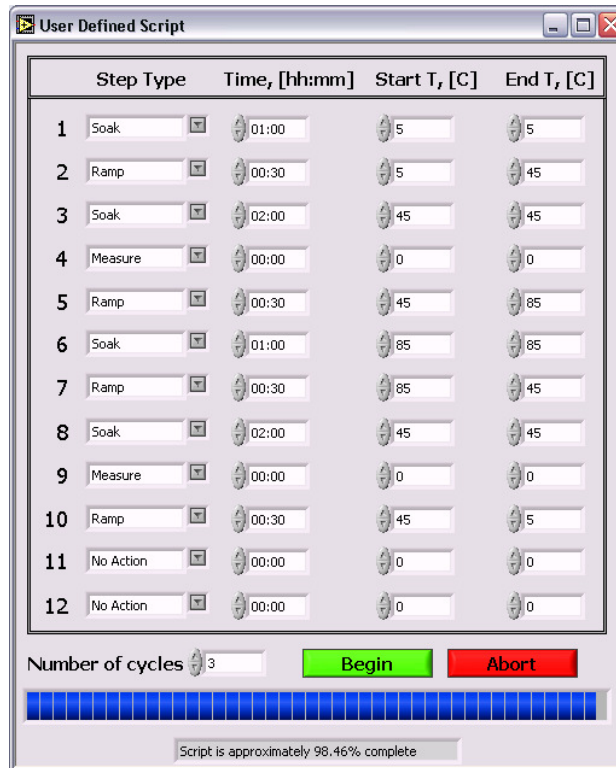 User Defined Script
Step Type Time, [hh:mm] Start T, [C] End T, [C]
1 Soak 01:00 5 5
2 Ramp 00:30 5 45
3 Soak 02:00 45 45
4 Measure 00:00 0 0
5 Ramp 00:30 45 85
6 Soak 01:00 85 85
7 Ramp 00:30 85 45
8 Soak 02:00 45 45
9 Measure 00:00 0 0
10 Ramp 00:30 45 5
11 No Action 00:00 0 0
12 No Action 00:00 0 0
Number of cycles 3 Begin Abort
Script is approximately 98.46% complete